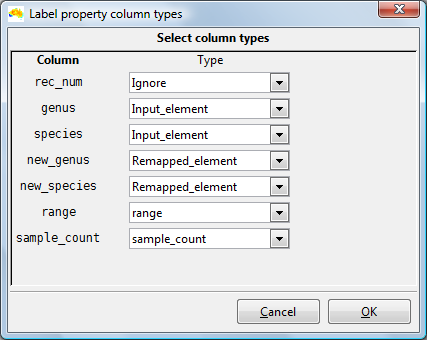 Label property column types
Select column types
Column Type
rec_num Ignore
genus Input_element
species Input_element
new_genus Remapped_element
new_species Remapped_element
range range
sample_count sample_count
Cancel OK